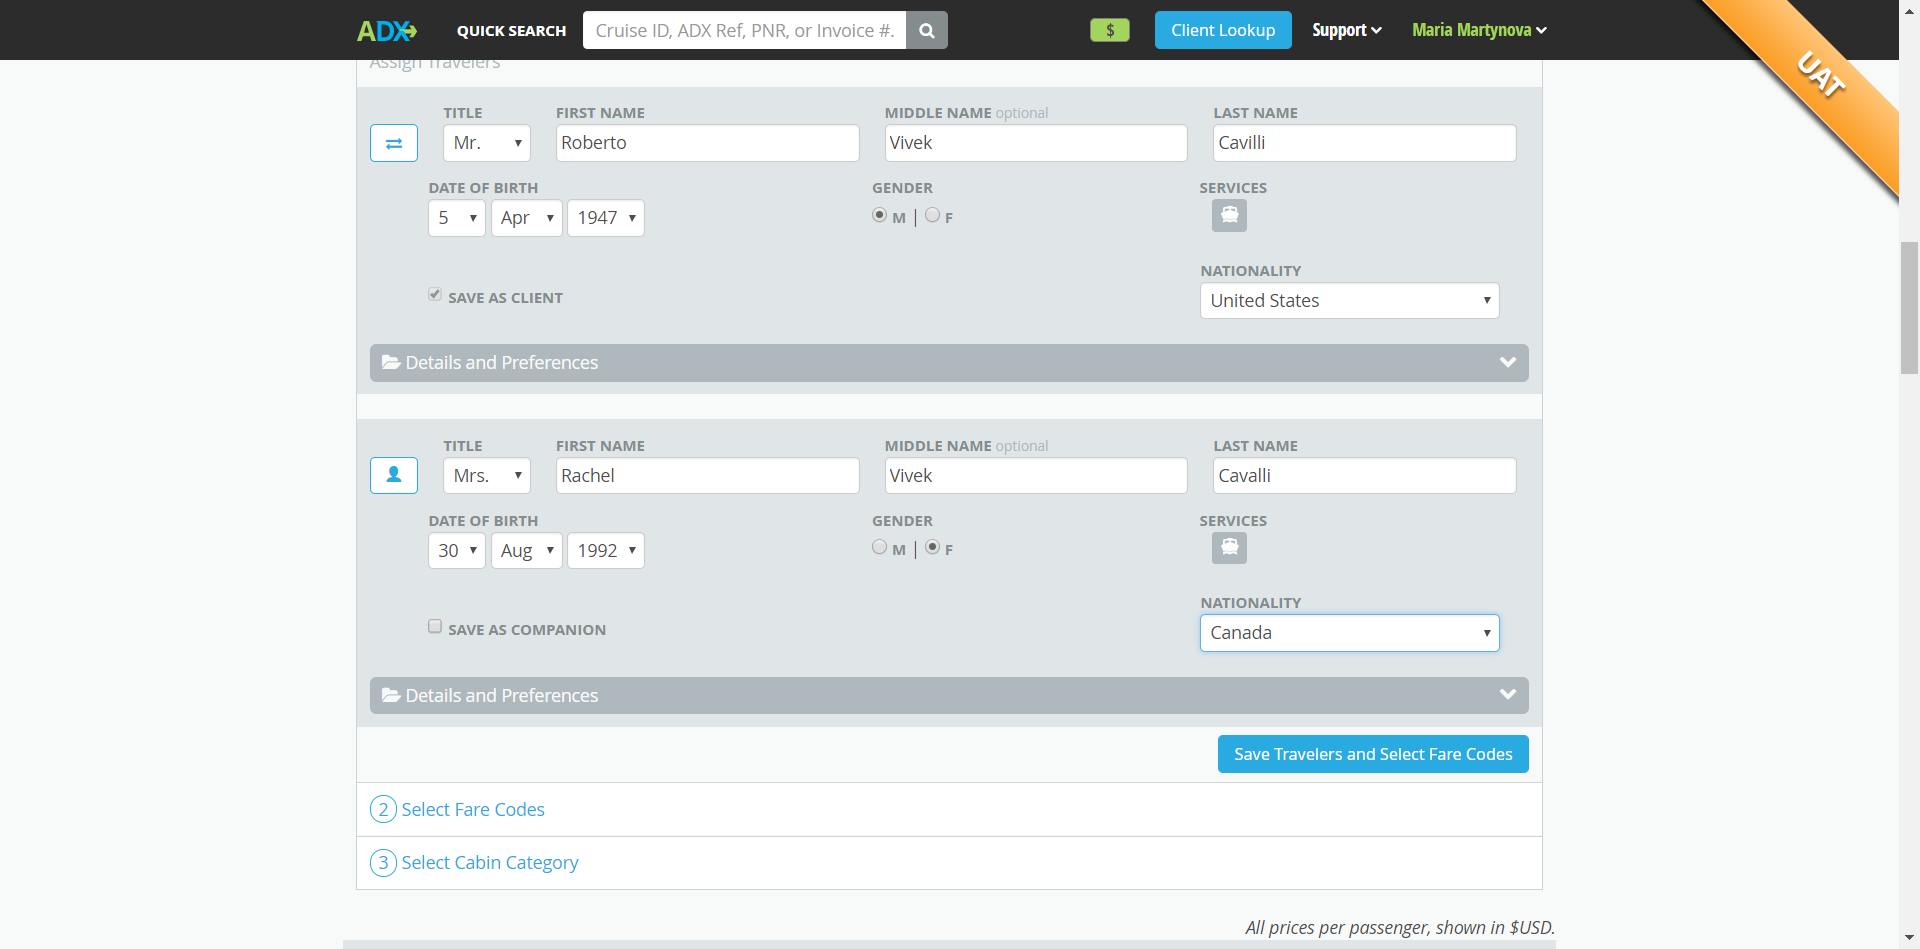 ADX QUICK SEARCH Cruise ID, ADX Ref, PNR, or Invoice #. $ Client Lookup Support Maria Martynova
UAT
Assign Travelers
TITLE FIRST NAME MIDDLE NAME optional LAST NAME
Mr. Roberto Vivek Cavilli
DATE OF BIRTH GENDER SERVICES
5 Apr 1947 M | F
NATIONALITY
SAVE AS CLIENT United States
Details and Preferences
TITLE FIRST NAME MIDDLE NAME optional LAST NAME
Mrs. Rachel Vivek Cavalli
DATE OF BIRTH GENDER SERVICES
30 Aug 1992 M | F
NATIONALITY
SAVE AS COMPANION Canada
Details and Preferences
Save Travelers and Select Fare Codes
2 Select Fare Codes
3 Select Cabin Category
All prices per passenger, shown in $USD.